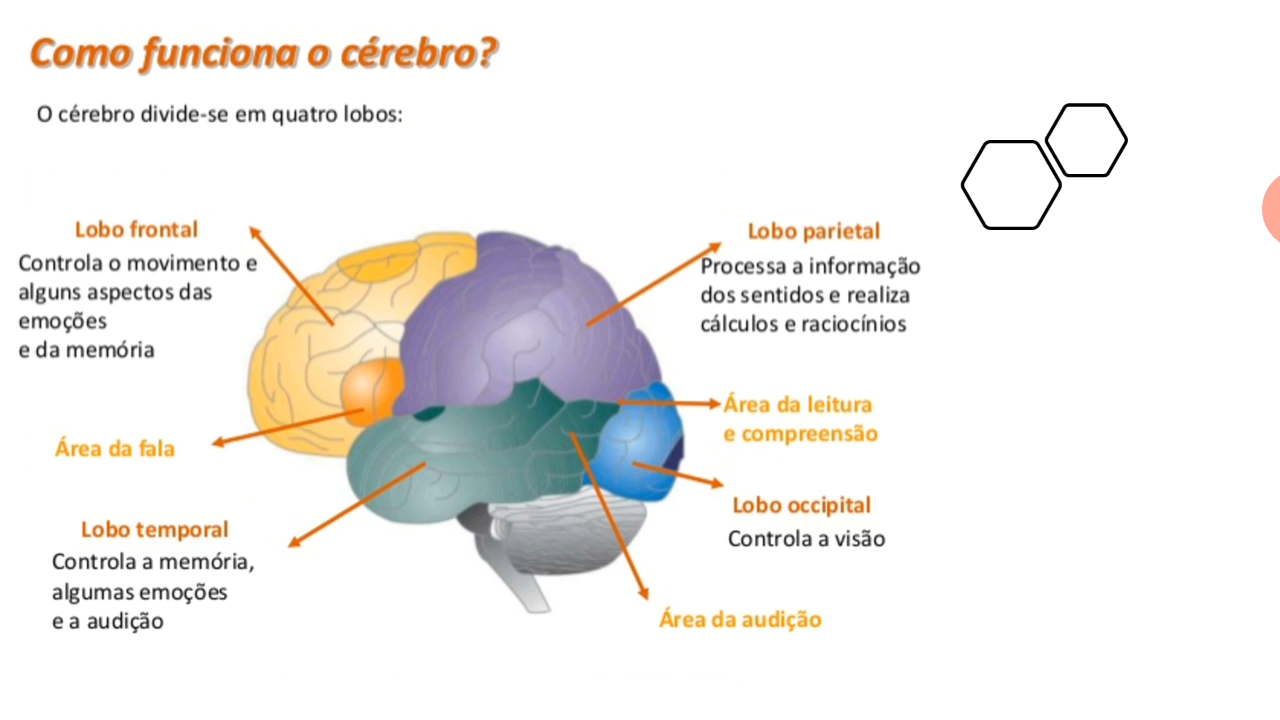 Como funciona o cérebro?
O cérebro divide-se em quatro lobos:
Lobo frontal
Controla o movimento e
alguns aspectos das
emoções
e da memória
Área da fala
Lobo temporal
Controla a memória,
algumas emoções
e a audição
Lobo parietal
Processa a informação
dos sentidos e realiza
cálculos e raciocínios
Área da leitura
e compreensão
Lobo occipital
Controla a visão
Área da audição